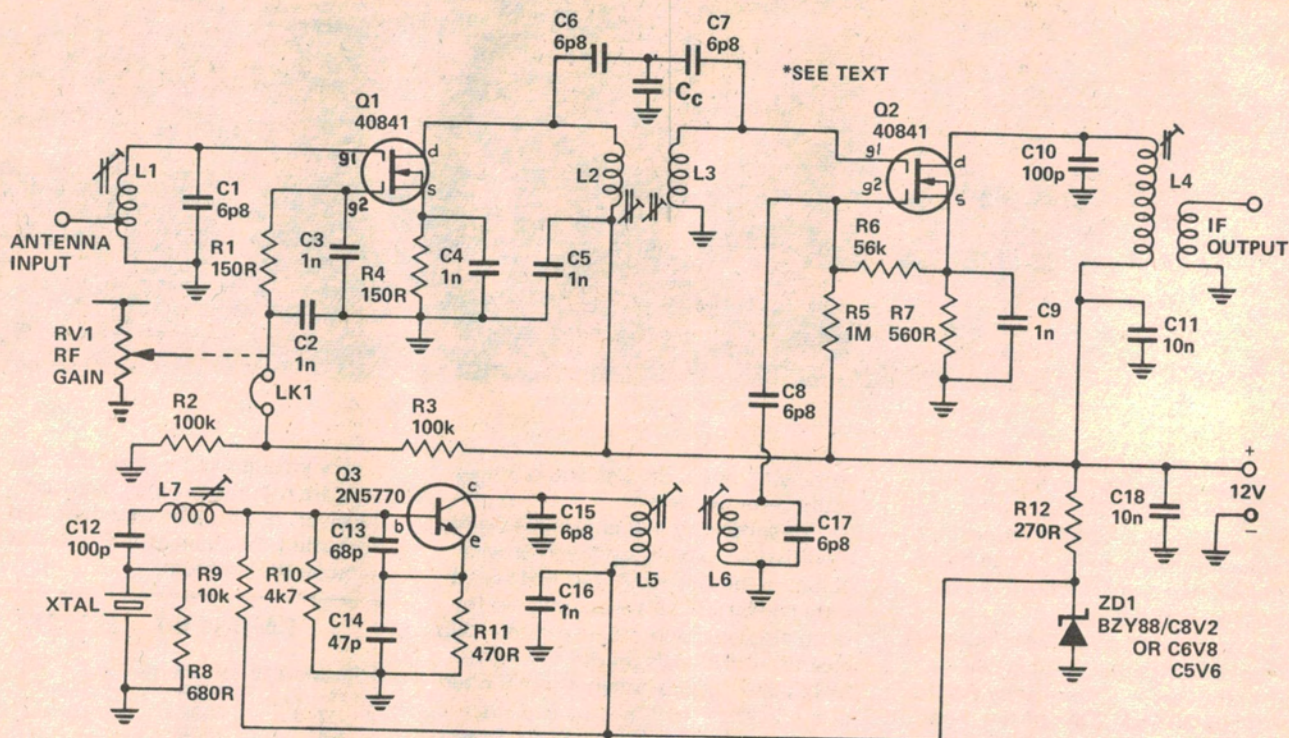 C6
6p8
C7
6p8
Cc
*SEE TEXT
Q1
40841
g1
g2
d
s
L1
C1
6p8
ANTENNA
INPUT
R1
150R
C3
1n
R4
150R
C4
1n
C5
1n
L2
L3
Q2
40841
g1
g2
d
s
C10
100p
L4
IF
OUTPUT
R6
56k
R5
1M
R7
560R
C9
1n
C11
10n
RV1
RF
GAIN
C2
1n
LK1
R2
100k
R3
100k
C8
6p8
Q3
2N5770
b
c
e
L7
C12
100p
XTAL
R8
680R
R9
10k
R10
4k7
C13
68p
C14
47p
R11
470R
C15
6p8
C16
1n
L5
L6
C17
6p8
R12
270R
C18
10n
+
12V
−
ZD1
BZY88/C8V2
OR C6V8
C5V6